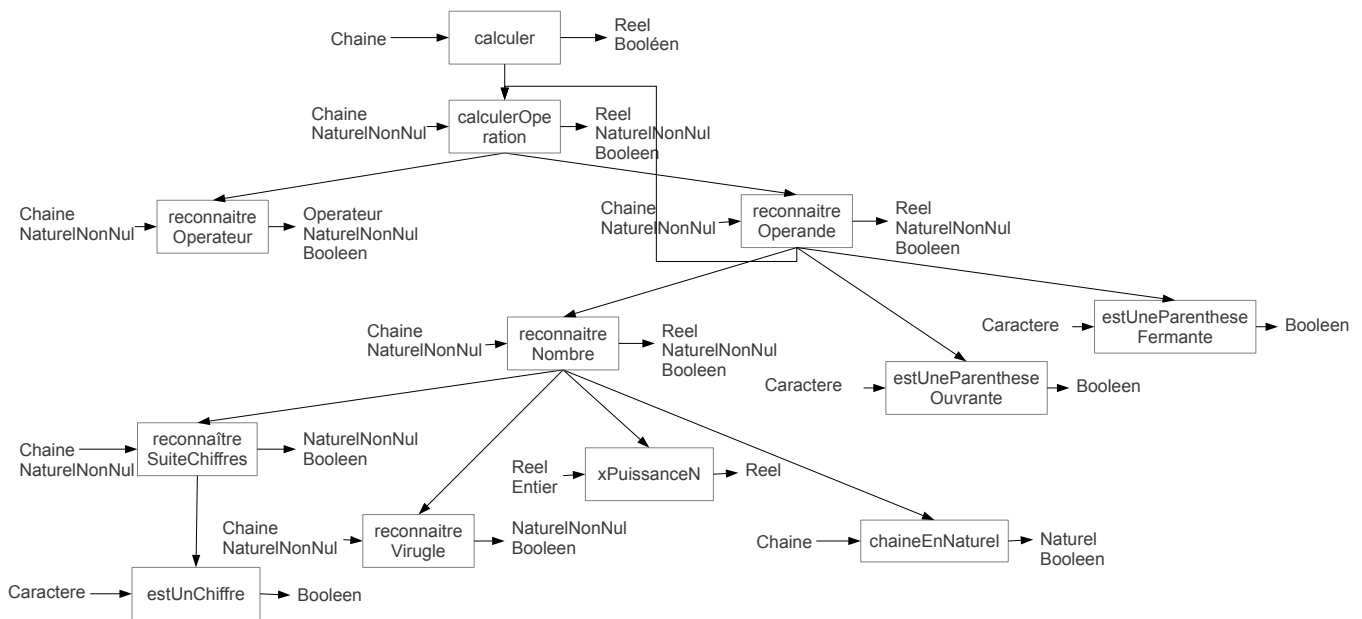 Chaine
calculer
Reel
Booléen
Chaine
NaturelNonNul
calculerOpe
ration
Reel
NaturelNonNul
Booleen
Chaine
NaturelNonNul
reconnaitre
Operateur
Operateur
NaturelNonNul
Booleen
Chaine
NaturelNonNul
reconnaitre
Operande
Reel
NaturelNonNul
Booleen
Chaine
NaturelNonNul
reconnaitre
Nombre
Reel
NaturelNonNul
Booleen
Caractere
estUneParenthese
Fermante
Booleen
Caractere
estUneParenthese
Ouvrante
Booleen
Chaine
NaturelNonNul
reconnaître
SuiteChiffres
NaturelNonNul
Booleen
Reel
Entier
xPuissanceN
Reel
Chaine
NaturelNonNul
reconnaitre
Virugle
NaturelNonNul
Booleen
Chaine
chaineEnNaturel
Naturel
Booleen
Caractere
estUnChiffre
Booleen